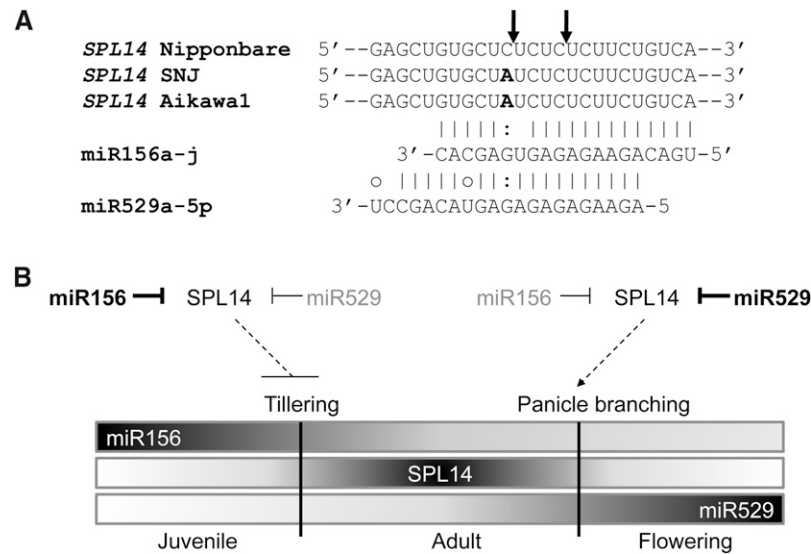 A
SPL14 Nipponbare 5′--GAGCUGUGCUCUCUCUCUUCUGUCA--3′
SPL14 SNJ 5′--GAGCUGUGCUAUCUCUCUUCUGUCA--3′
SPL14 Aikawa1 5′--GAGCUGUGCUAUCUCUCUUCUGUCA--3′
miR156a-j 3′-CACGAGUGAGAGAAGACAGU-5′
miR529a-5p 3′-UCCGACAUGAGAGAGAGAAGA-5
B
miR156 SPL14 miR529 miR156 SPL14 miR529
Tillering Panicle branching
miR156
SPL14
miR529
Juvenile Adult Flowering